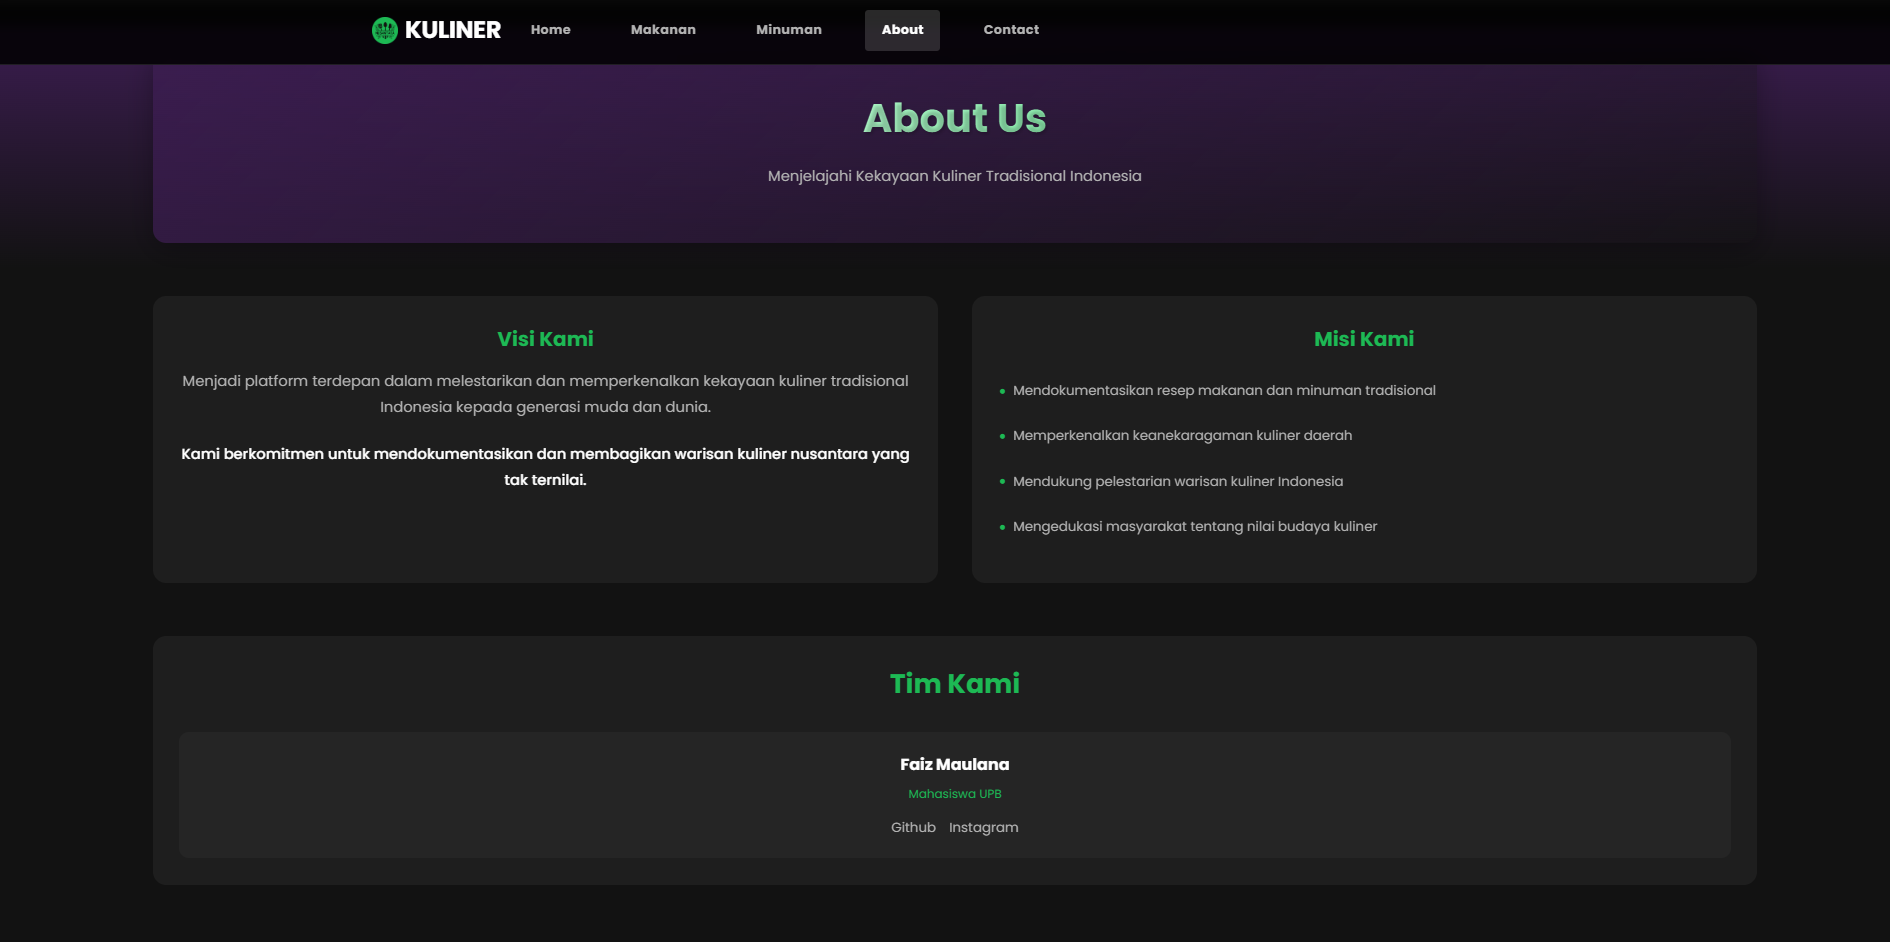 KULINER Home Makanan Minuman About Contact
About Us
Menjelajahi Kekayaan Kuliner Tradisional Indonesia
Visi Kami
Menjadi platform terdepan dalam melestarikan dan memperkenalkan kekayaan kuliner tradisional
Indonesia kepada generasi muda dan dunia.
Kami berkomitmen untuk mendokumentasikan dan membagikan warisan kuliner nusantara yang
tak ternilai.
Misi Kami
Mendokumentasikan resep makanan dan minuman tradisional
Memperkenalkan keanekaragaman kuliner daerah
Mendukung pelestarian warisan kuliner Indonesia
Mengedukasi masyarakat tentang nilai budaya kuliner
Tim Kami
Faiz Maulana
Mahasiswa UPB
Github Instagram